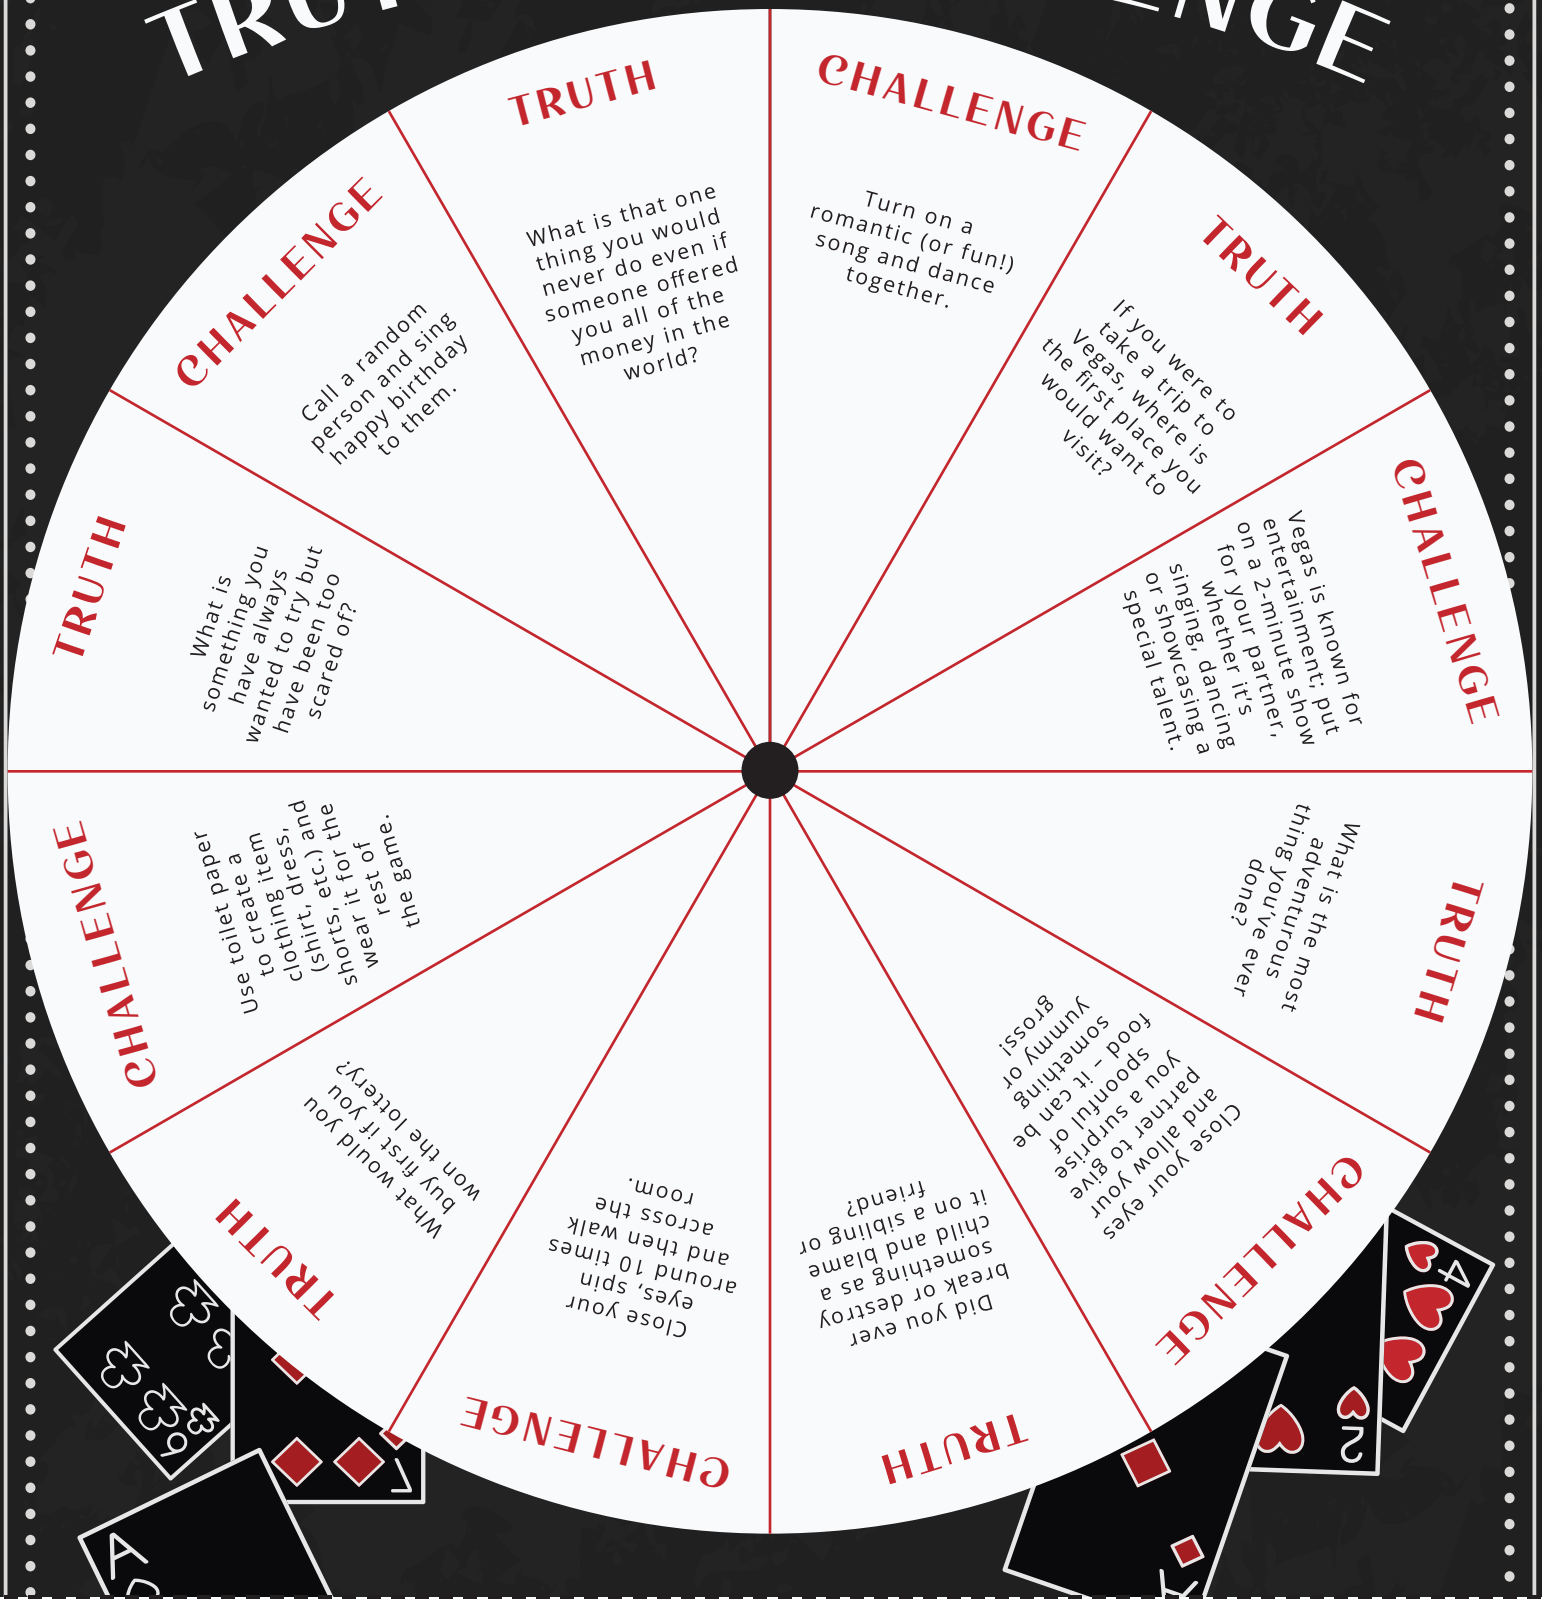 TRU
ENGE
CHALLENGE
Turn on a
romantic (or fun!)
song and dance
together.
TRUTH
If you were to
take a trip to
Vegas, where is
the first place you
would want to
visit?
CHALLENGE
Vegas is known for
entertainment; put
on a 2-minute show
for your partner,
whether it's
singing, dancing
or showcasing a
special talent.
TRUTH
What is the most
adventurous
thing you've ever
done?
CHALLENGE
Close your eyes
and allow your
partner to give
you a surprise
spoonful of
food – it can be
something
yummy or
gross!
TRUTH
Did you ever
break or destroy
something as a
child and blame
it on a sibling or
friend?
CHALLENGE
Close your
eyes, spin
around 10 times
and then walk
across the
room.
TRUTH
What would you
buy first if you
won the lottery?
CHALLENGE
Use toilet paper
to create a
clothing item
(shirt, dress,
shorts, etc.) and
wear it for the
rest of
the game.
TRUTH
What is
something you
have always
wanted to try but
have been too
scared of?
CHALLENGE
Call a random
person and sing
happy birthday
to them.
TRUTH
What is that one
thing you would
never do even if
someone offered
you all of the
money in the
world?
4
2
6
7
A